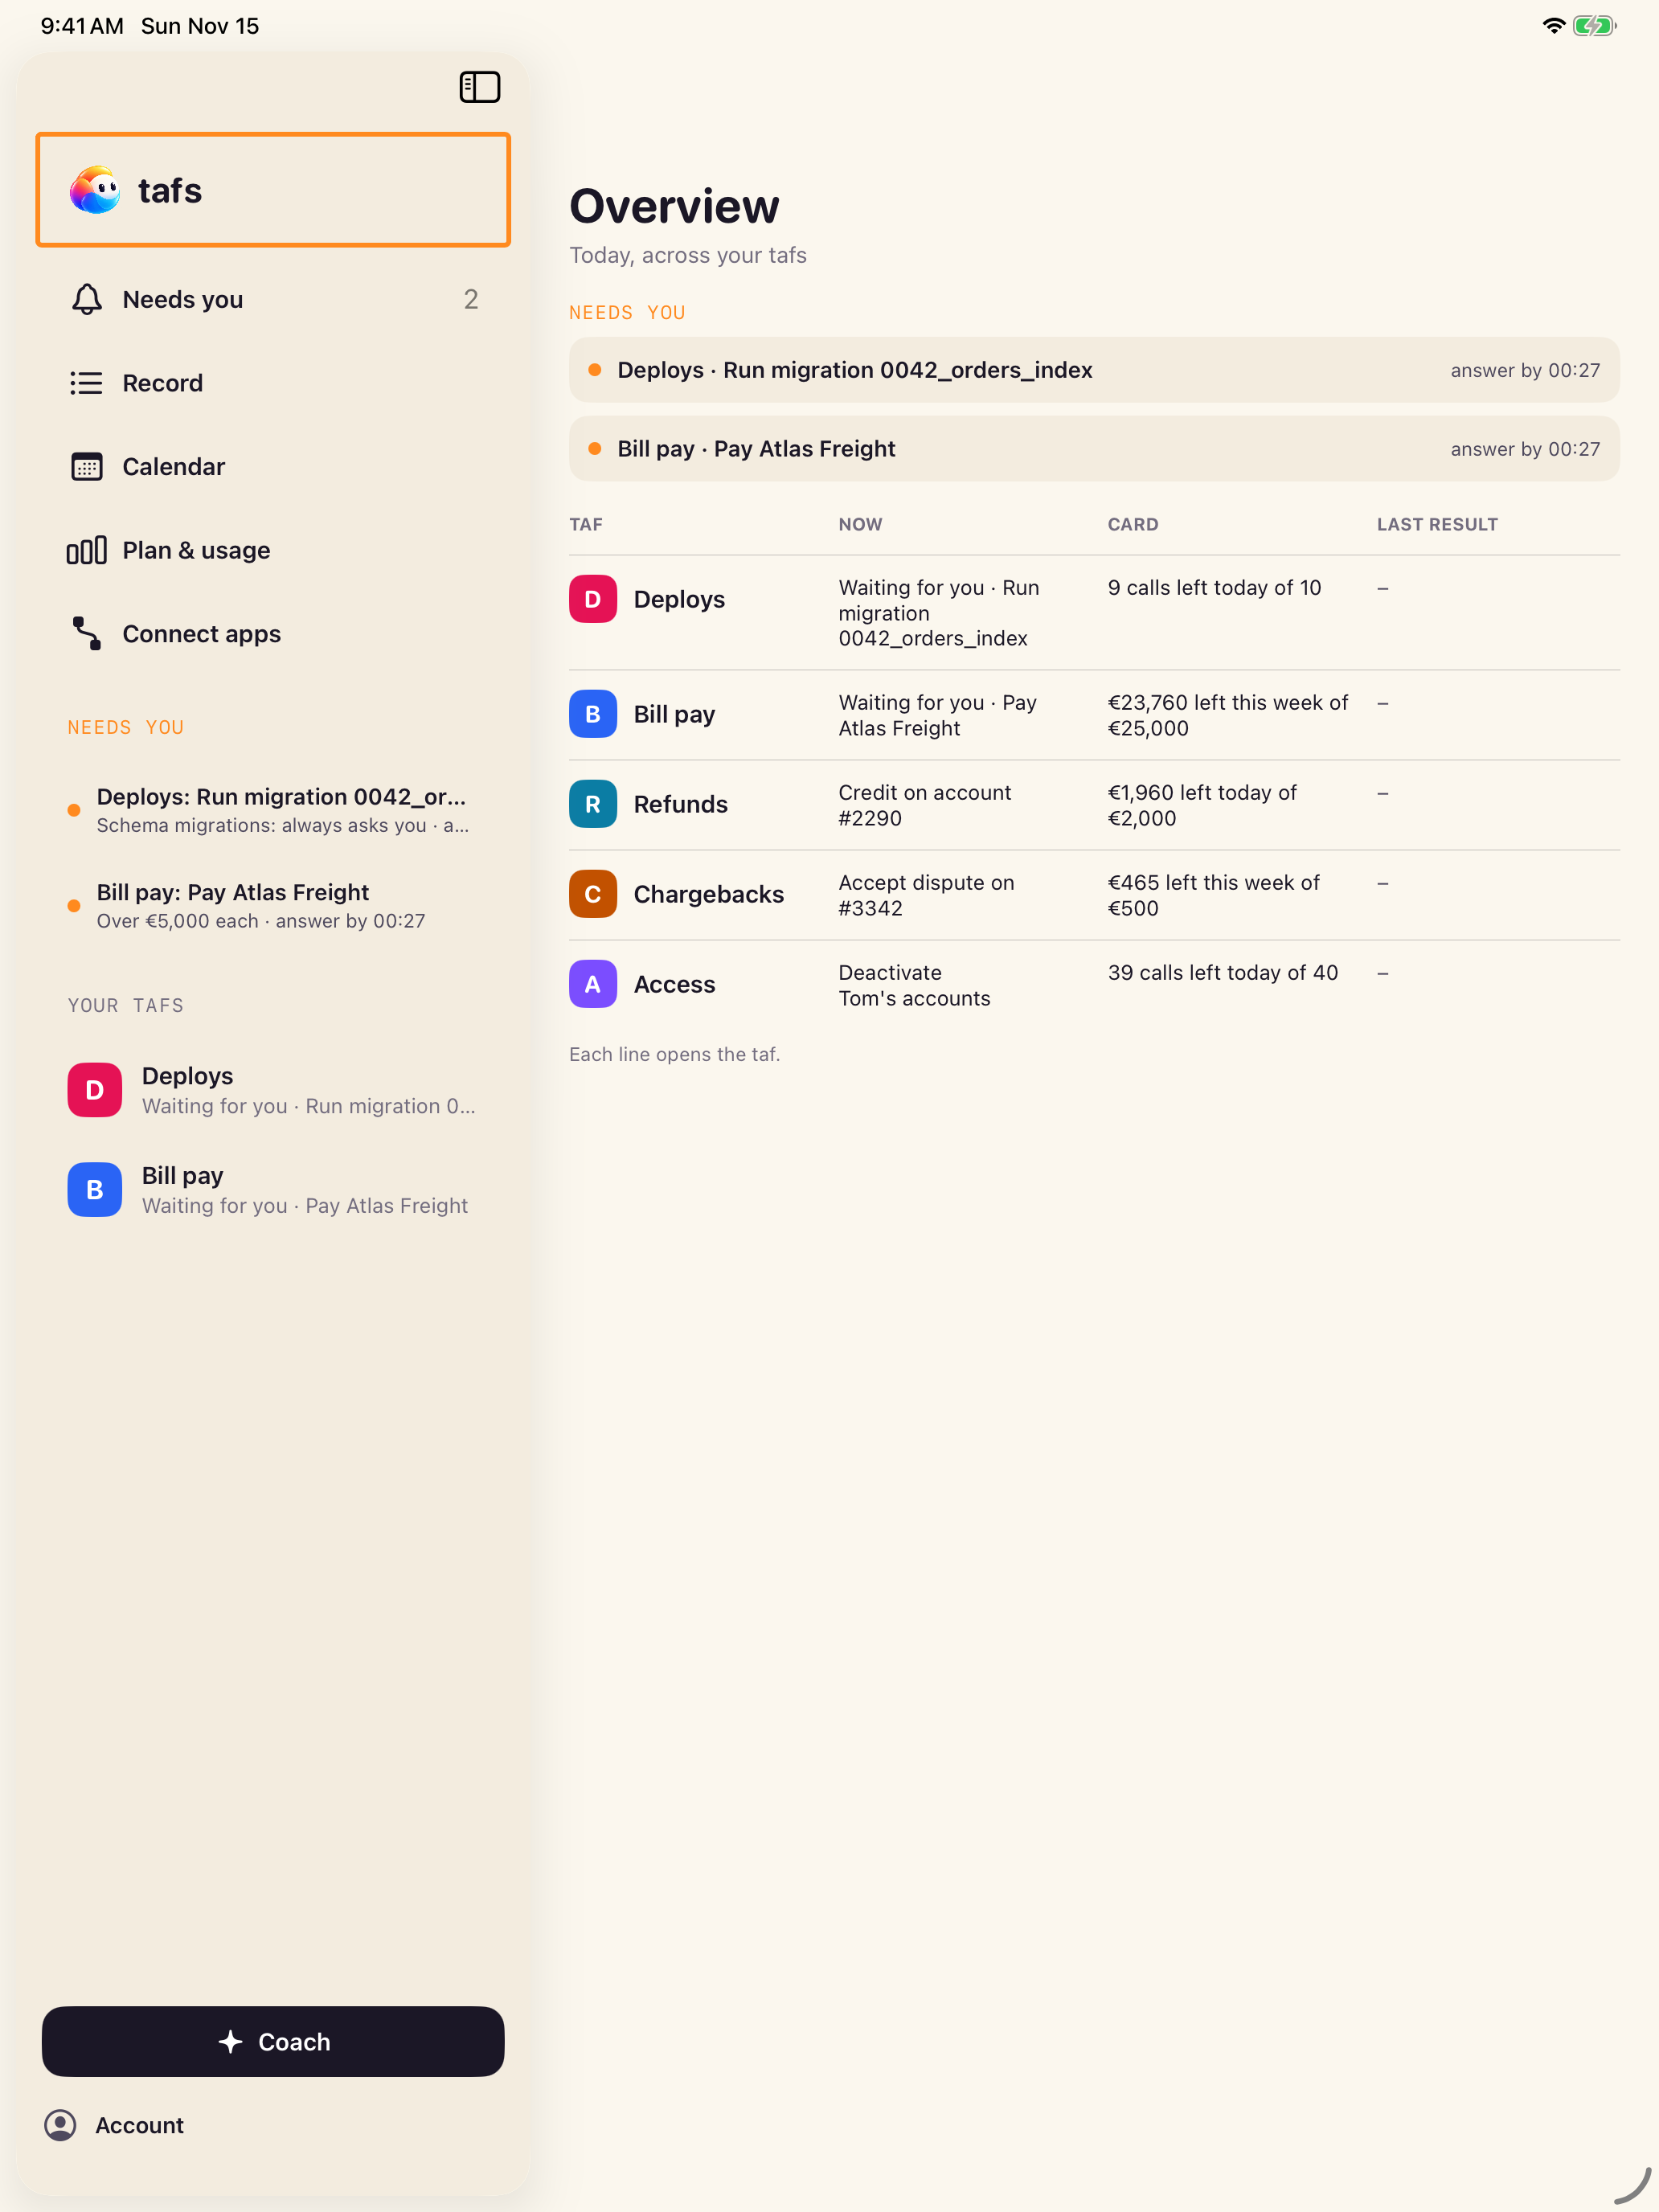 9:41 AM Sun Nov 15
tafs
Needs you 2
Record
Calendar
Plan & usage
Connect apps
NEEDS YOU
Deploys: Run migration 0042_or...
Schema migrations: always asks you · a...
Bill pay: Pay Atlas Freight
Over €5,000 each · answer by 00:27
YOUR TAFS
D
Deploys
Waiting for you · Run migration 0...
B
Bill pay
Waiting for you · Pay Atlas Freight
Coach
Account
Overview
Today, across your tafs
NEEDS YOU
Deploys · Run migration 0042_orders_index answer by 00:27
Bill pay · Pay Atlas Freight answer by 00:27
TAF NOW CARD LAST RESULT
D Deploys Waiting for you · Run 9 calls left today of 10 –
migration
0042_orders_index
B Bill pay Waiting for you · Pay €23,760 left this week of –
Atlas Freight €25,000
R Refunds Credit on account €1,960 left today of –
#2290 €2,000
C Chargebacks Accept dispute on €465 left this week of –
#3342 €500
A Access Deactivate 39 calls left today of 40 –
Tom's accounts
Each line opens the taf.